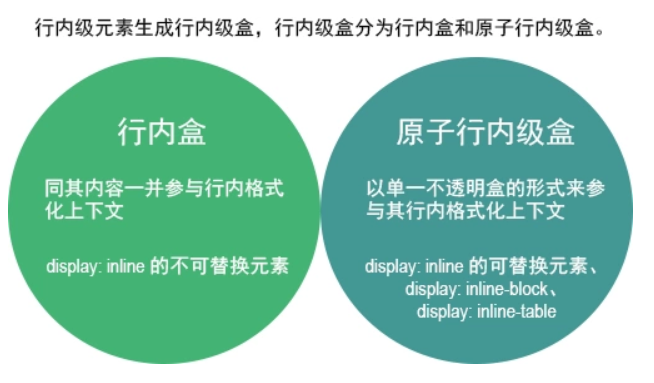 行内级元素生成行内级盒，行内级盒分为行内盒和原子行内级盒。
行内盒
同其内容一并参与行内格式
化上下文
display: inline 的不可替换元素
原子行内级盒
以单一不透明盒的形式来参
与其行内格式化上下文
display: inline 的可替换元素、
display: inline-block、
display: inline-table